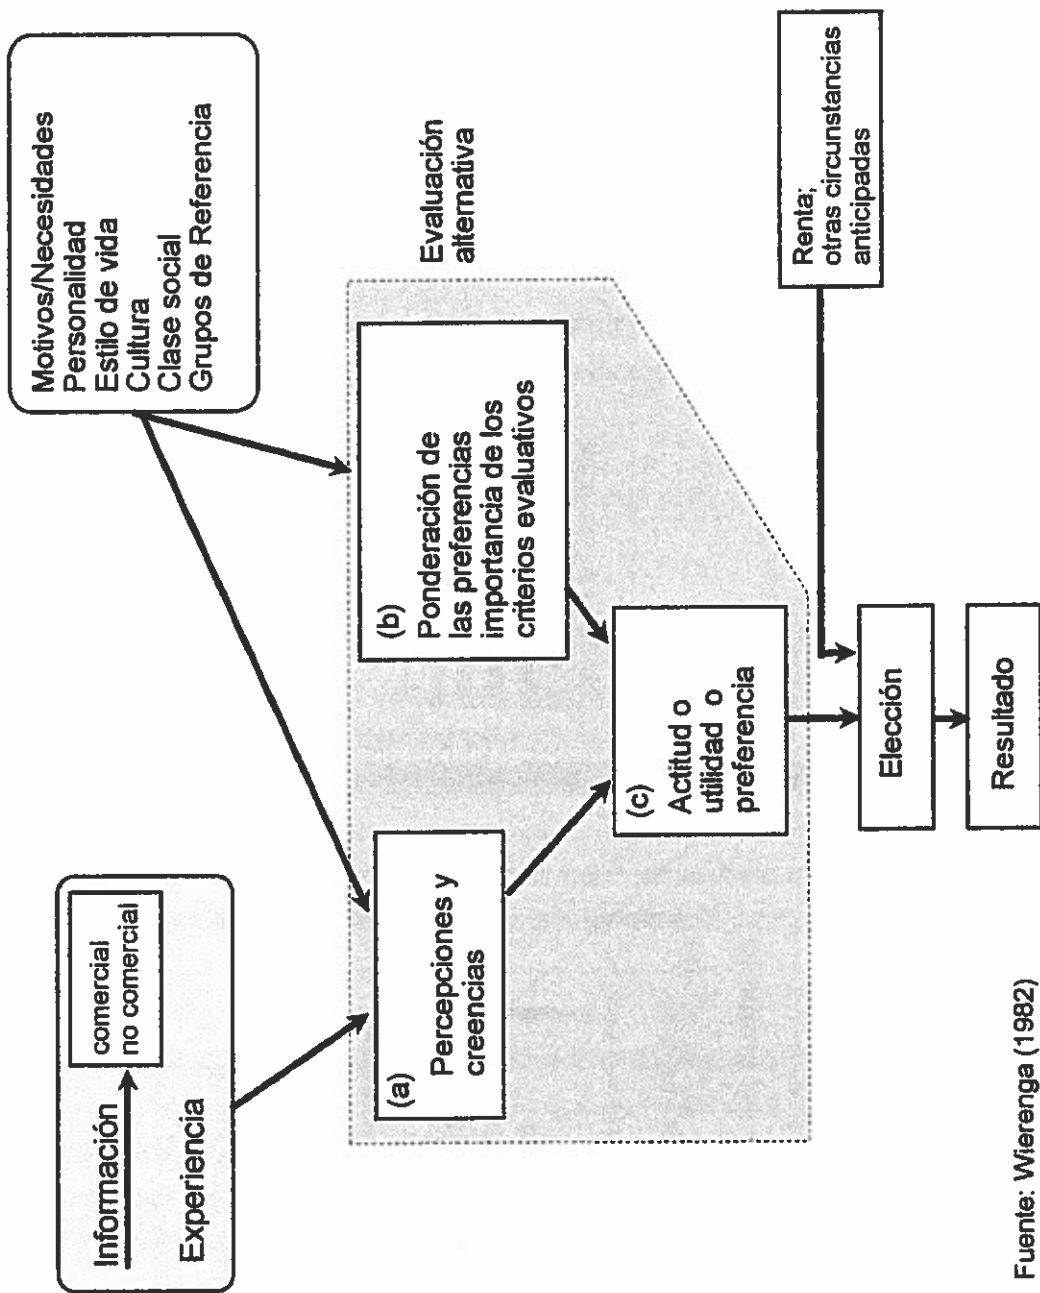 Información
comercial
no comercial
Experiencia
Motivos/Necesidades
Personalidad
Estilo de vida
Cultura
Clase social
Grupos de Referencia
Evaluación
alternativa
(a)
Percepciones y
creencias
(b)
Ponderación de
las preferencias
importancia de los
criterios evaluativos
(c)
Actitud o
utilidad o
preferencia
Renta;
otras circunstancias
anticipadas
Elección
Resultado
Fuente: Wierenga (1982)